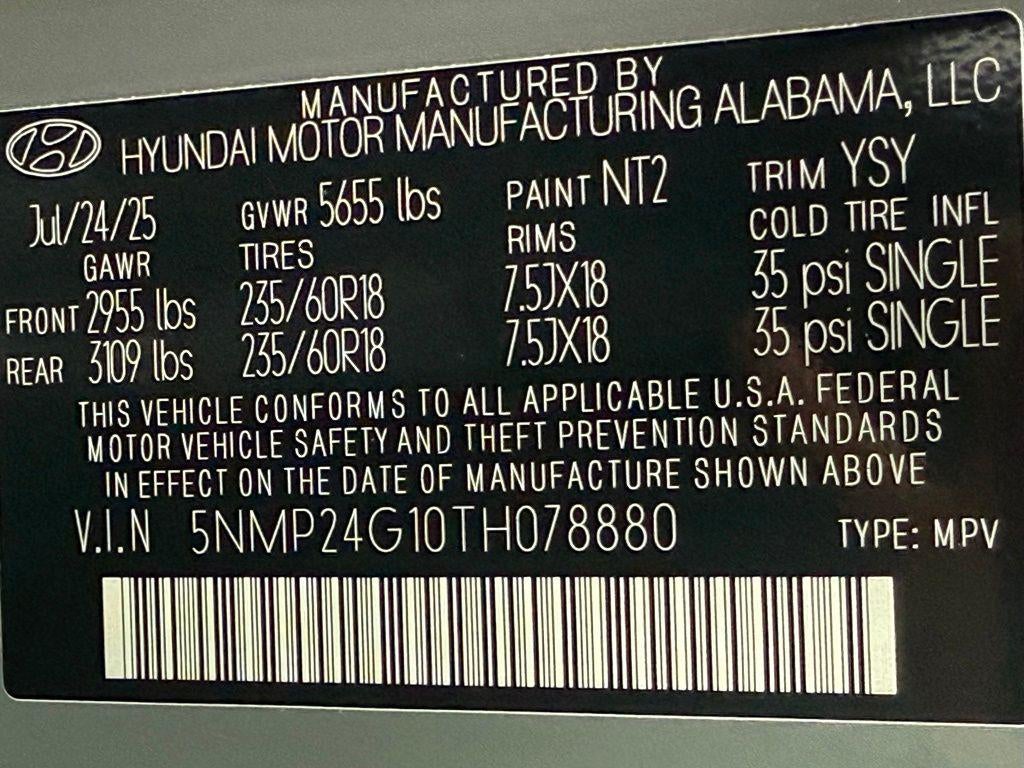 MANUFACTURED BY
HYUNDAI MOTOR MANUFACTURING ALABAMA, LLC
Jul/24/25 GVWR 5655 lbs PAINT NT2 TRIM YSY
GAWR TIRES RIMS COLD TIRE INFL
FRONT 2955 lbs 235/60R18 7.5JX18 35 psi SINGLE
REAR 3109 lbs 235/60R18 7.5JX18 35 psi SINGLE
THIS VEHICLE CONFORMS TO ALL APPLICABLE U.S.A. FEDERAL
MOTOR VEHICLE SAFETY AND THEFT PREVENTION STANDARDS
IN EFFECT ON THE DATE OF MANUFACTURE SHOWN ABOVE
V.I.N 5NMP24G10TH078880 TYPE: MPV